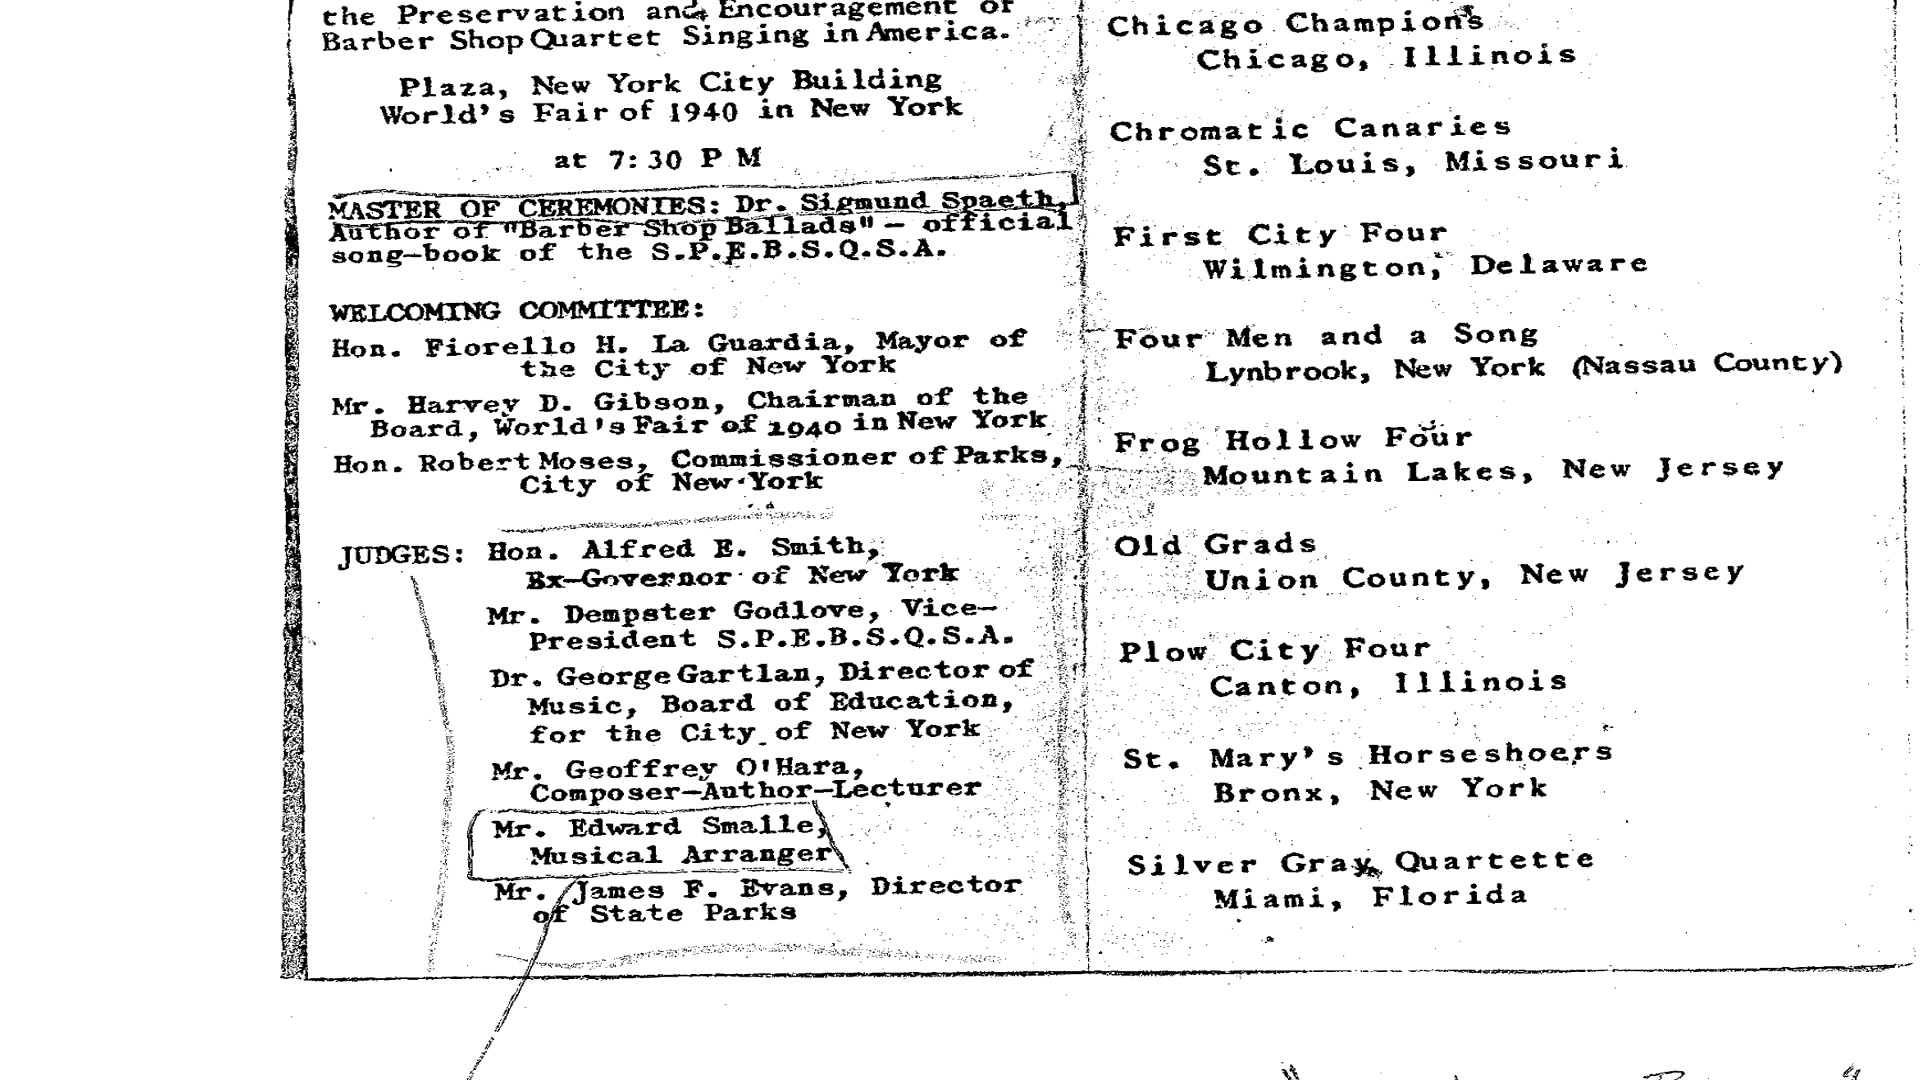 the Preservation and Encouragement of
Barber Shop Quartet Singing in America.
Plaza, New York City Building
World's Fair of 1940 in New York
at 7:30 P M
MASTER OF CEREMONIES: Dr. Sigmund Spaeth,
Author of "Barber Shop Ballads" - official
song-book of the S.P.E.B.S.Q.S.A.
WELCOMING COMMITTEE:
Hon. Fiorello H. La Guardia, Mayor of
the City of New York
Mr. Harvey D. Gibson, Chairman of the
Board, World's Fair of 1940 in New York
Hon. Robert Moses, Commissioner of Parks,
City of New York
JUDGES: Hon. Alfred E. Smith,
Ex-Governor of New York
Mr. Dempster Godlove, Vice-
President S.P.E.B.S.Q.S.A.
Dr. George Gartlan, Director of
Music, Board of Education,
for the City of New York
Mr. Geoffrey O'Hara,
Composer-Author-Lecturer
Mr. Edward Smalle,
Musical Arranger
Mr. James F. Evans, Director
of State Parks
Chicago Champions
Chicago, Illinois
Chromatic Canaries
St. Louis, Missouri
First City Four
Wilmington, Delaware
Four Men and a Song
Lynbrook, New York (Nassau County)
Frog Hollow Four
Mountain Lakes, New Jersey
Old Grads
Union County, New Jersey
Plow City Four
Canton, Illinois
St. Mary's Horseshoers
Bronx, New York
Silver Gray Quartette
Miami, Florida